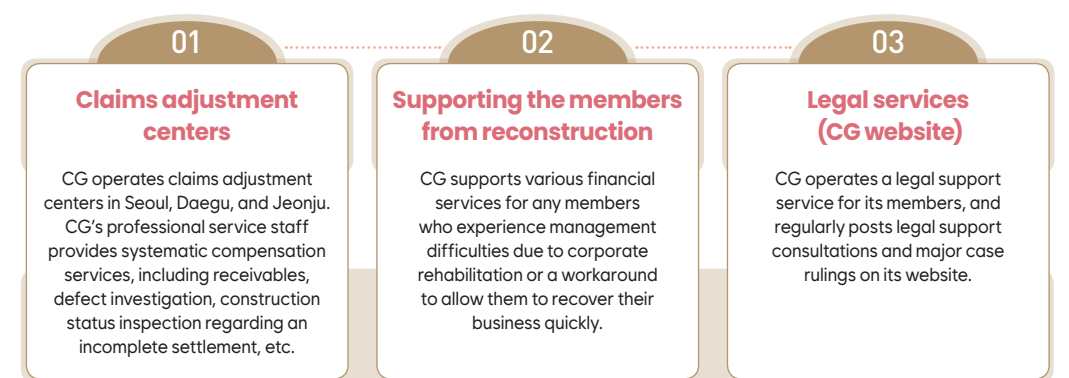 01
Claims adjustment
centers
CG operates claims adjustment
centers in Seoul, Daegu, and Jeonju.
CG's professional service staff
provides systematic compensation
services, including receivables,
defect investigation, construction
status inspection regarding an
incomplete settlement, etc.
02
Supporting the members
from reconstruction
CG supports various financial
services for any members
who experience management
difficulties due to corporate
rehabilitation or a workaround
to allow them to recover their
business quickly.
03
Legal services
(CG website)
CG operates a legal support
service for its members, and
regularly posts legal support
consultations and major case
rulings on its website.